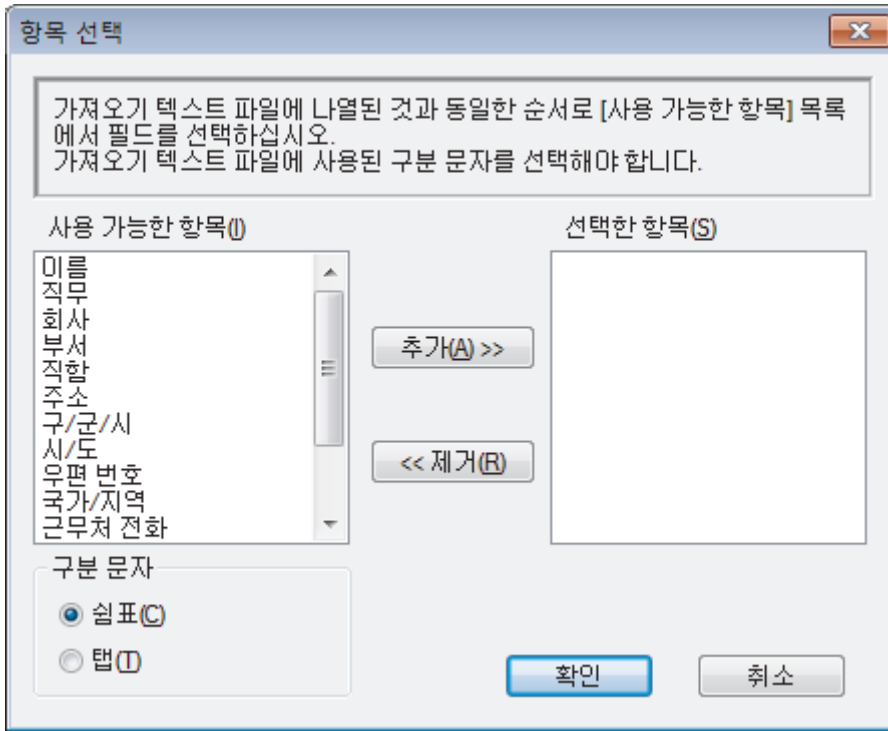 항목 선택
가져오기 텍스트 파일에 나열된 것과 동일한 순서로 [사용 가능한 항목] 목록
에서 필드를 선택하십시오.
가져오기 텍스트 파일에 사용된 구분 문자를 선택해야 합니다.
사용 가능한 항목(I)
선택한 항목(S)
이름
직무
회사
부서
직함
주소
구/군/시
시/도
우편 번호
국가/지역
근무처 전화
추가(A) >>
<< 제거(R)
구분 문자
쉼표(C)
탭(T)
확인
취소